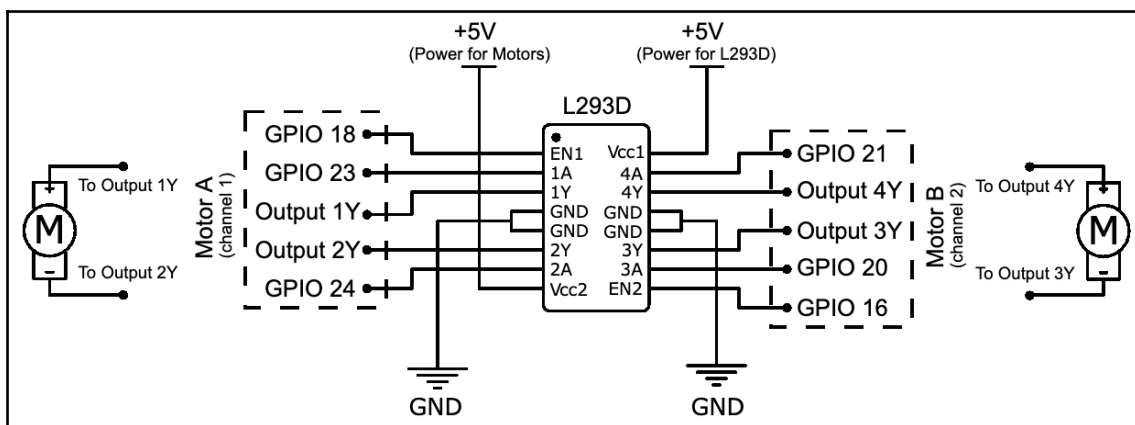 +5V
(Power for Motors)
+5V
(Power for L293D)
L293D
GPIO 18
GPIO 23
Output 1Y
Output 2Y
GPIO 24
Motor A
(channel 1)
To Output 1Y
+
M
-
To Output 2Y
EN1
1A
1Y
GND
GND
2Y
2A
Vcc2
Vcc1
4A
4Y
GND
GND
3Y
3A
EN2
GPIO 21
Output 4Y
Output 3Y
GPIO 20
GPIO 16
Motor B
(channel 2)
To Output 4Y
+
M
-
To Output 3Y
GND
GND